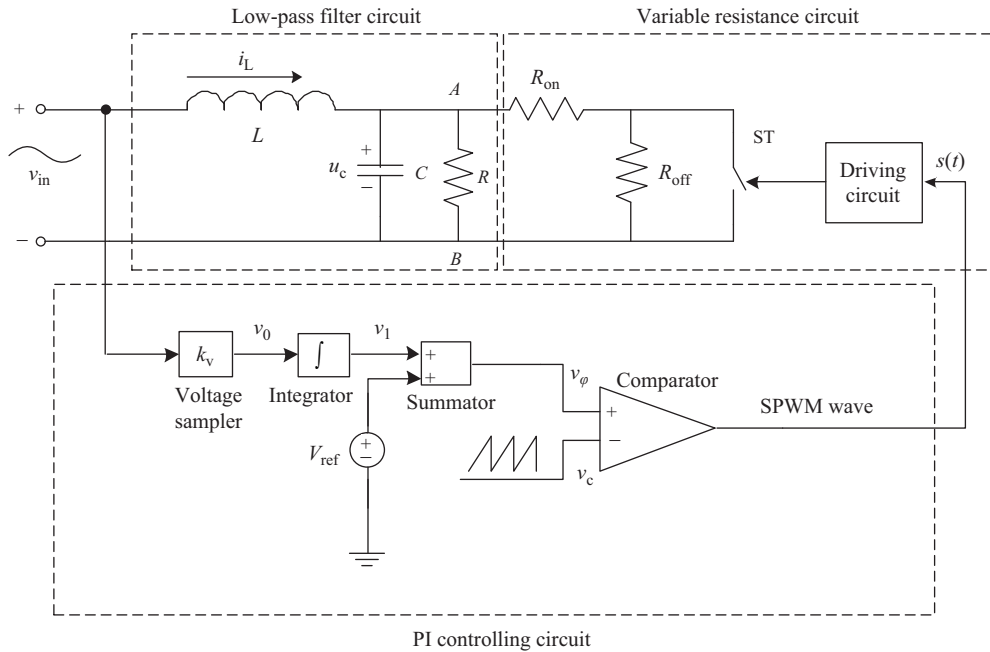 Low-pass filter circuit
Variable resistance circuit
i_L
A
R_on
+
L
+
u_c
−
C
R
R_off
ST
s(t)
Driving
circuit
v_in
−
B
v_0
v_1
k_v
∫
+
+
v_φ
Comparator
Voltage
sampler
Integrator
Summator
+
−
SPWM wave
V_ref
+
−
v_c
PI controlling circuit